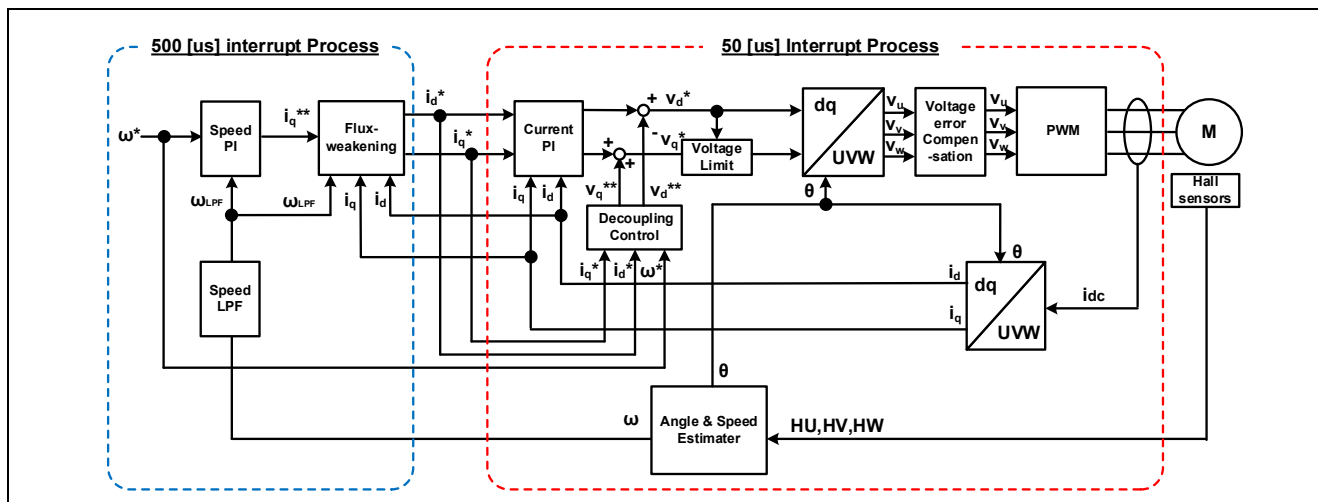 500 [us] interrupt Process
50 [us] Interrupt Process
ω*
Speed
PI
iq**
Flux-
weakening
id*
iq*
Current
PI
+
vd*
-
+
+
vq*
Voltage
Limit
dq
UVW
vu
vv
vw
Voltage
error
Compen
-sation
vu
vv
vw
PWM
M
Hall
sensors
ωLPF
ωLPF
iq
id
iq
id
vq**
vd**
Decoupling
Control
θ
θ
Speed
LPF
iq*
id*
ω*
id
iq
dq
UVW
idc
θ
ω
Angle & Speed
Estimater
HU,HV,HW